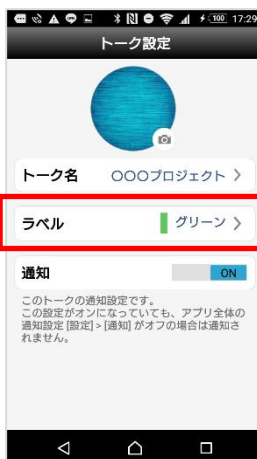 100 17:29
トーク設定
トーク名 〇〇〇プロジェクト
ラベル グリーン
通知 ON
このトークの通知設定です。
この設定がオンになっていても、アプリ全体の
通知設定 [設定] > [通知] がオフの場合は通知さ
れません。